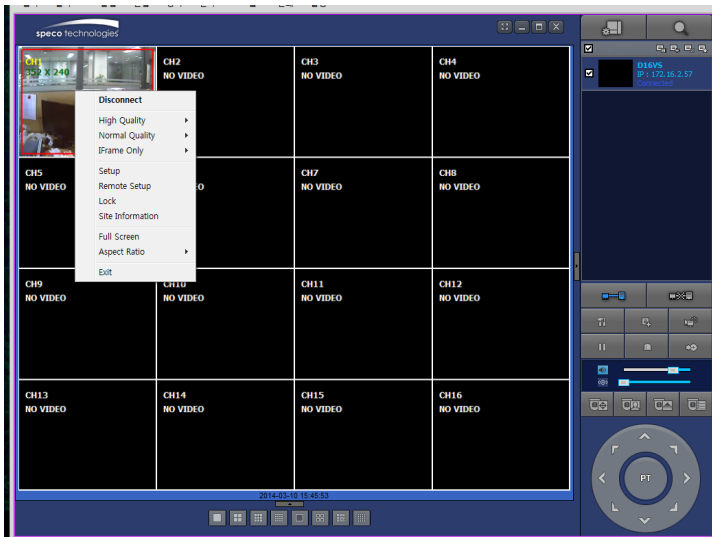 speco technologies
CH1
352 X 240
CH2
NO VIDEO
CH3
NO VIDEO
CH4
NO VIDEO
D16VS
IP : 172.16.2.57
Connected
Disconnect
High Quality
Normal Quality
IFrame Only
Setup
Remote Setup
Lock
Site Information
Full Screen
Aspect Ratio
Exit
CH5
NO VIDEO
CH7
NO VIDEO
CH8
NO VIDEO
CH9
NO VIDEO
CH10
NO VIDEO
CH11
NO VIDEO
CH12
NO VIDEO
CH13
NO VIDEO
CH14
NO VIDEO
CH15
NO VIDEO
CH16
NO VIDEO
2014-03-10 15:45:53
PT